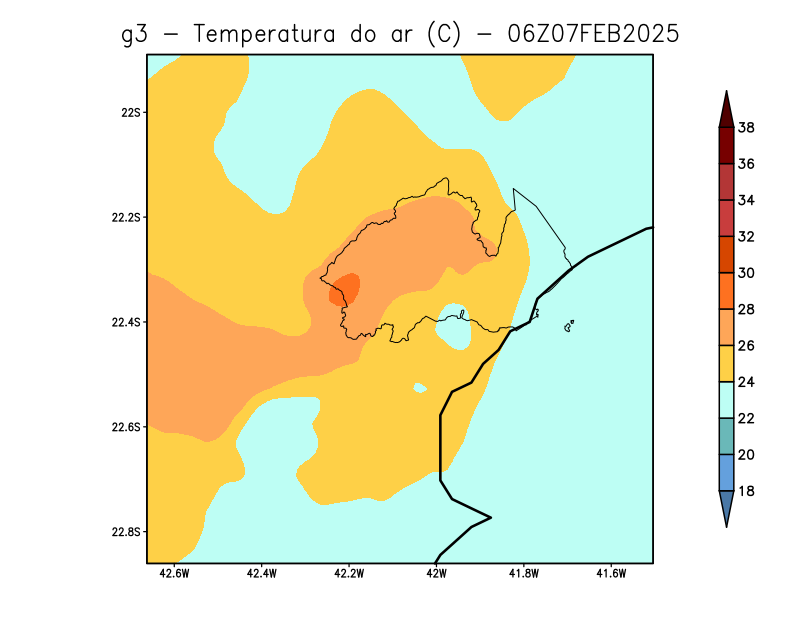 g3 – Temperatura do ar (C) – 06Z07FEB2025
22S
22.2S
22.4S
22.6S
22.8S
42.6W
42.4W
42.2W
42W
41.8W
41.6W
38
36
34
32
30
28
26
24
22
20
18